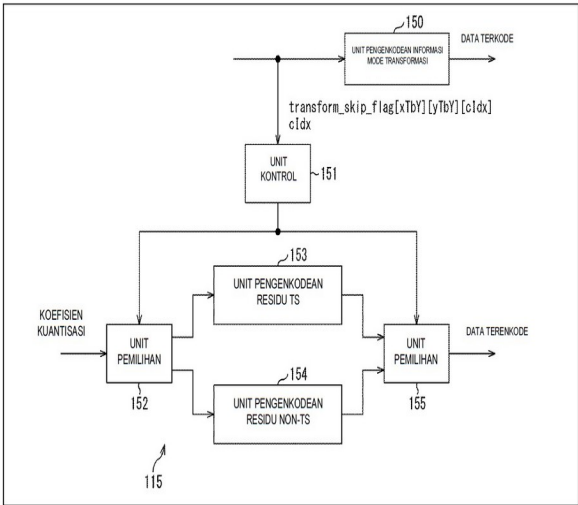 150
UNIT PENGENKODEAN INFORMASI
MODE TRANSFORMASI
DATA TERKODE
transform_skip_flag[xTbY][yTbY][cIdx]
cIdx
UNIT
KONTROL
151
153
UNIT PENGENKODEAN
RESIDU TS
KOEFISIEN
KUANTISASI
UNIT
PEMILIHAN
152
154
UNIT PENGENKODEAN
RESIDU NON-TS
UNIT
PEMILIHAN
155
DATA TERENKODE
115